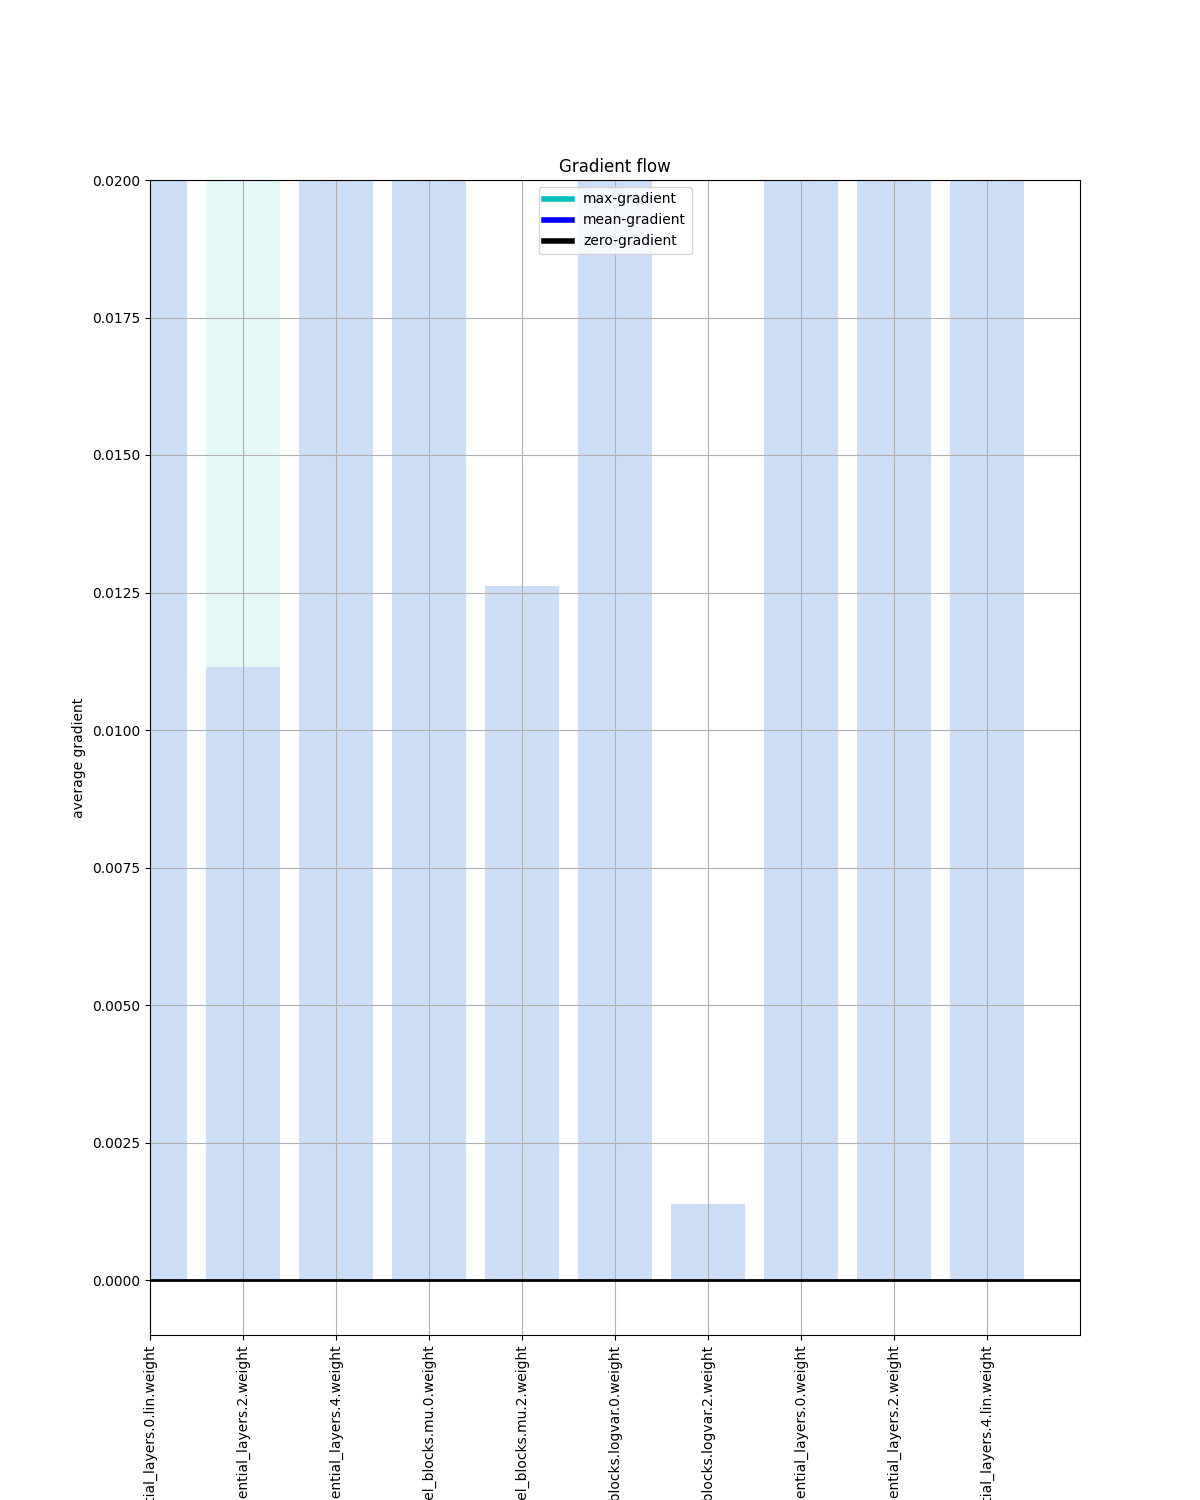 Gradient flow
max-gradient
mean-gradient
zero-gradient
0.0200
0.0175
0.0150
0.0125
0.0100
0.0075
0.0050
0.0025
0.0000
average gradient
tial_layers.0.lin.weight
ential_layers.2.weight
ential_layers.4.weight
el_blocks.mu.0.weight
el_blocks.mu.2.weight
blocks.logvar.0.weight
blocks.logvar.2.weight
ential_layers.0.weight
ential_layers.2.weight
tial_layers.4.lin.weight